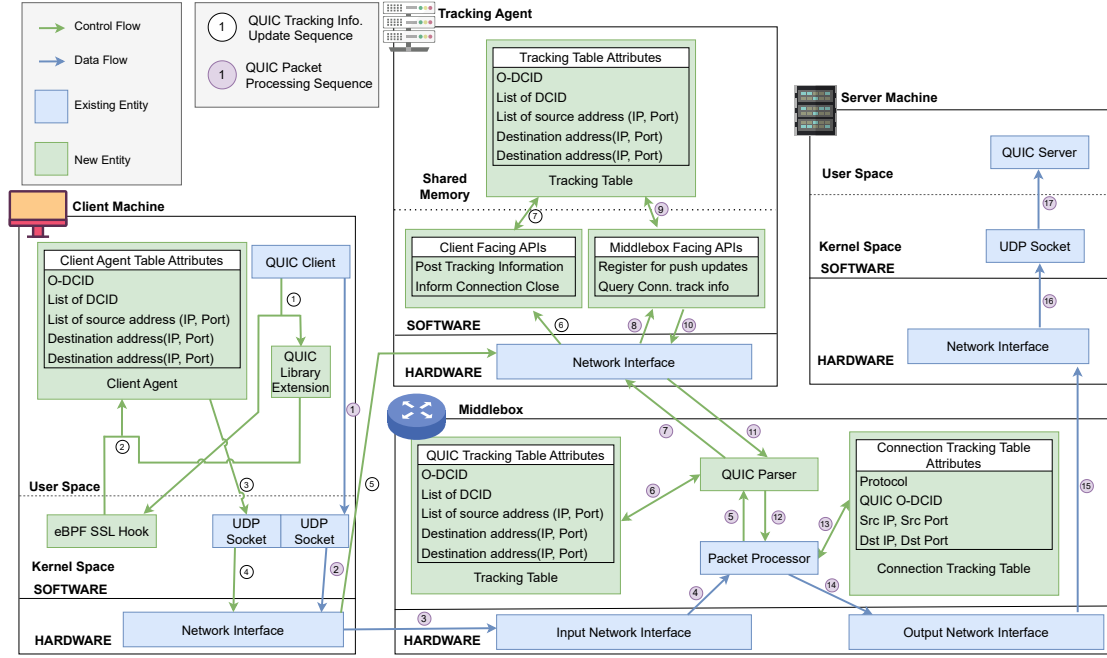 Control Flow
Data Flow
Existing Entity
New Entity
1
QUIC Tracking Info.
Update Sequence
1
QUIC Packet
Processing Sequence
Tracking Agent
Tracking Table Attributes
O-DCID
List of DCID
List of source address (IP, Port)
Destination address(IP, Port)
Destination address(IP, Port)
Tracking Table
Shared
Memory
7
9
Client Facing APIs
Post Tracking Information
Inform Connection Close
Middlebox Facing APIs
Register for push updates
Query Conn. track info
6
8
10
SOFTWARE
Network Interface
HARDWARE
Server Machine
QUIC Server
User Space
17
Kernel Space
UDP Socket
SOFTWARE
16
Network Interface
HARDWARE
Client Machine
Client Agent Table Attributes
O-DCID
List of DCID
List of source address (IP, Port)
Destination address(IP, Port)
Destination address(IP, Port)
Client Agent
QUIC Client
1
QUIC
Library
Extension
1
2
3
5
User Space
eBPF SSL Hook
UDP
Socket
UDP
Socket
Kernel Space
4
2
SOFTWARE
Network Interface
HARDWARE
3
Middlebox
7
11
QUIC Tracking Table Attributes
O-DCID
List of DCID
List of source address (IP, Port)
Destination address(IP, Port)
Destination address(IP, Port)
Tracking Table
6
QUIC Parser
5
12
13
Packet Processor
Connection Tracking Table
Attributes
Protocol
QUIC O-DCID
Src IP, Src Port
Dst IP, Dst Port
Connection Tracking Table
15
4
14
SOFTWARE
HARDWARE
Input Network Interface
Output Network Interface